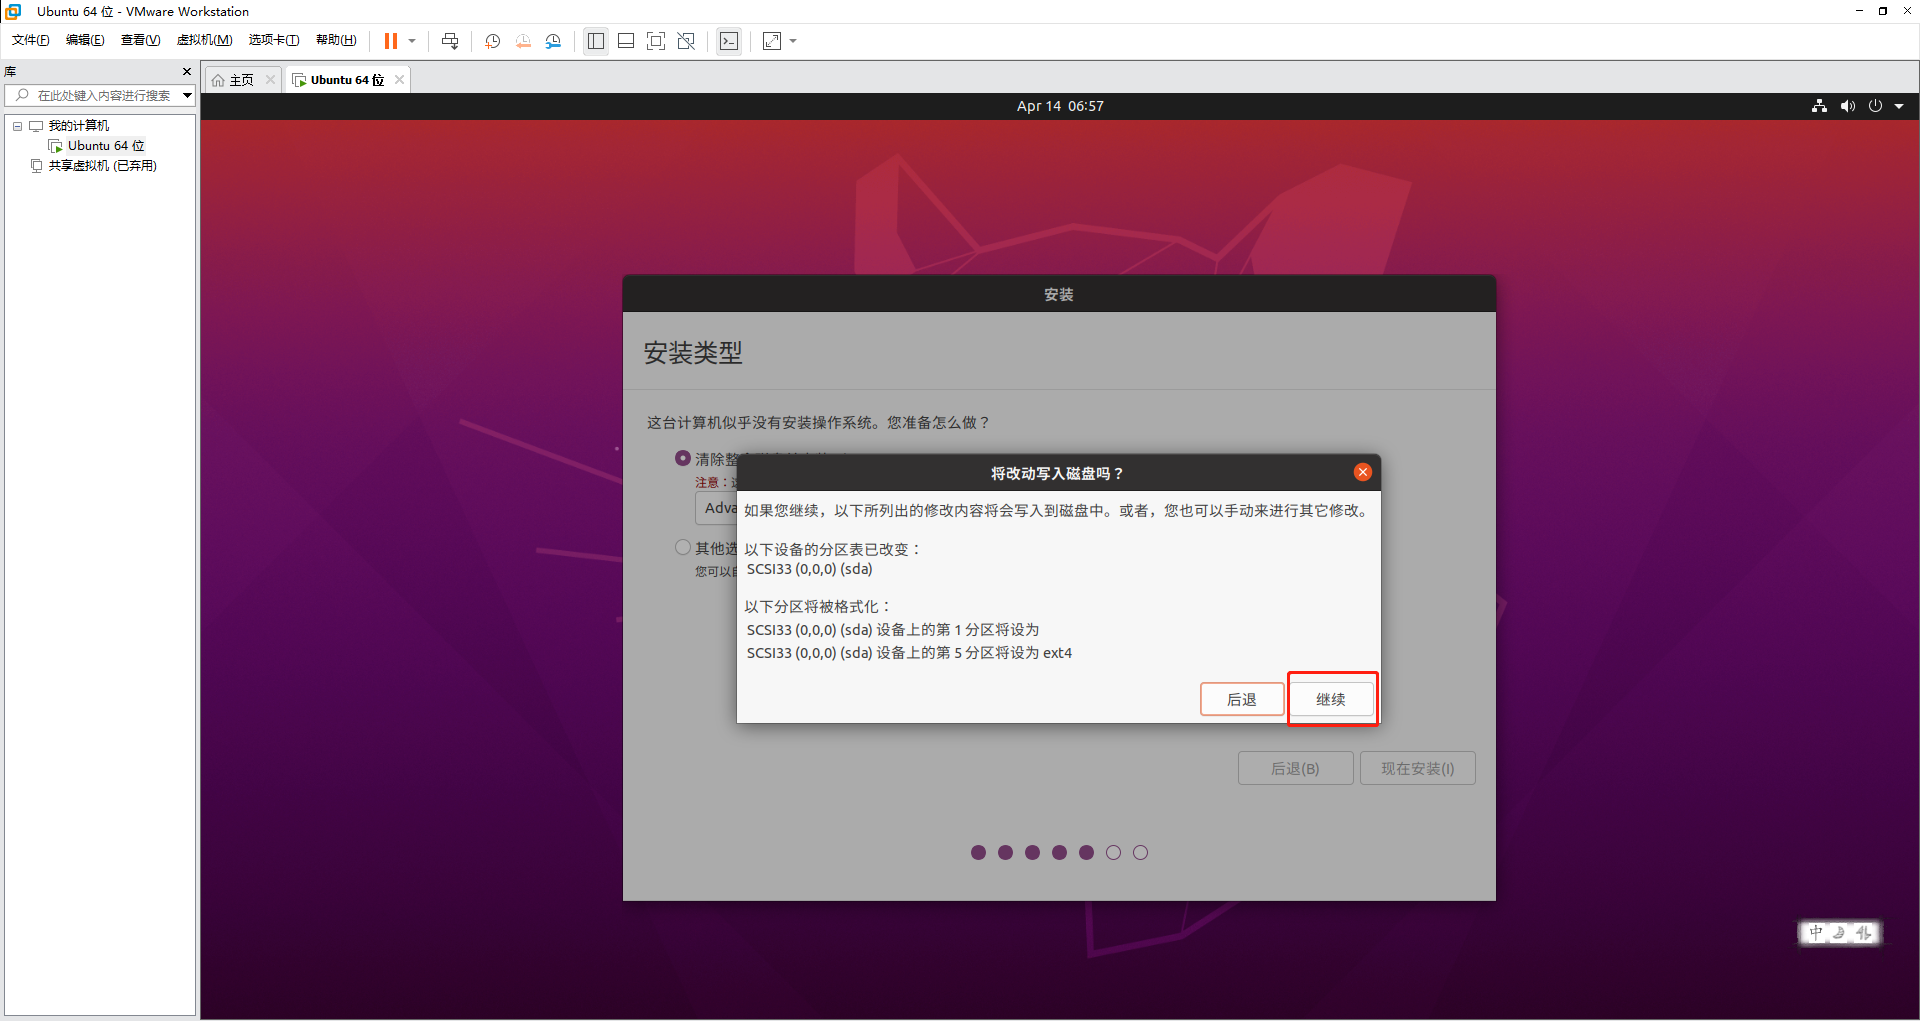 Ubuntu 64 位 - VMware Workstation
文件(F) 编辑(E) 查看(V) 虚拟机(M) 选项卡(T) 帮助(H)
库
主页
Ubuntu 64 位
在此处键入内容进行搜索
我的计算机
Ubuntu 64 位
共享虚拟机 (已弃用)
Apr 14 06:57
安装
安装类型
这台计算机似乎没有安装操作系统。您准备怎么做？
清除整
注意：
Adva
其他选
您可以
将改动写入磁盘吗？
如果您继续，以下所列出的修改内容将会写入到磁盘中。或者，您也可以手动来进行其它修改。
以下设备的分区表已改变：
SCSI33 (0,0,0) (sda)
以下分区将被格式化：
SCSI33 (0,0,0) (sda) 设备上的第 1 分区将设为
SCSI33 (0,0,0) (sda) 设备上的第 5 分区将设为 ext4
后退 继续
后退(B) 现在安装(I)
中